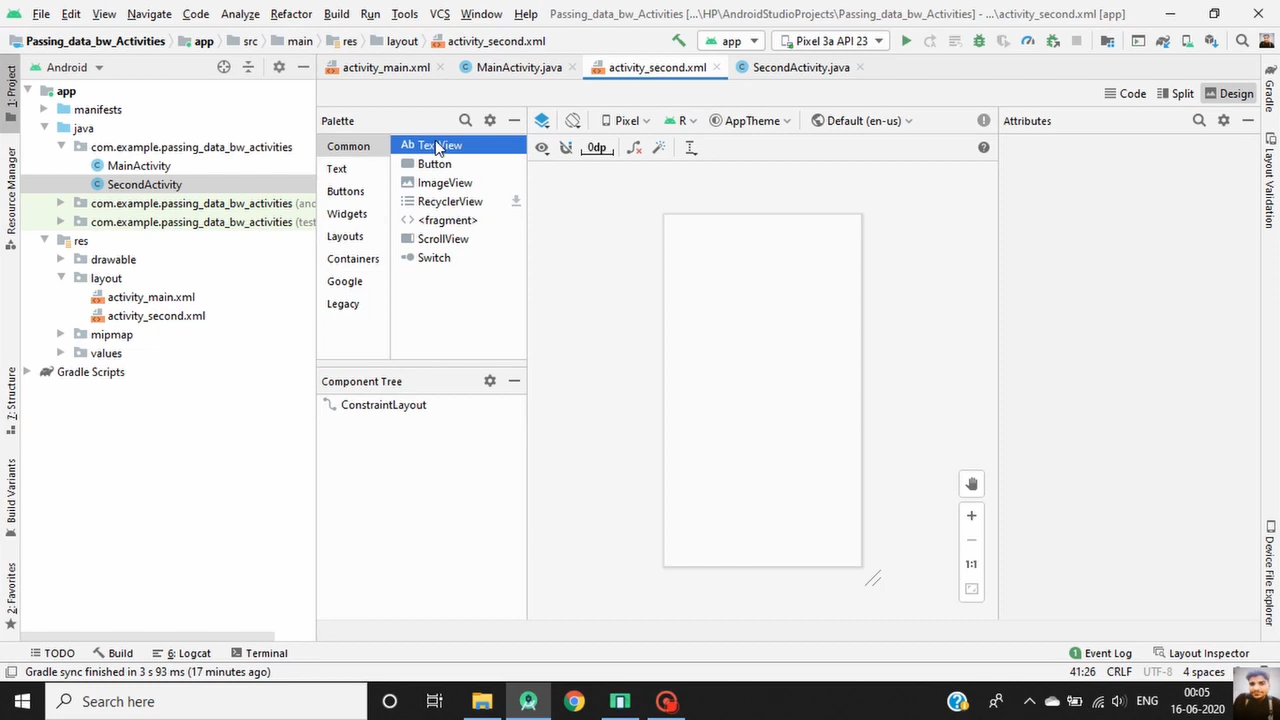 File Edit View Navigate Code Analyze Refactor Build Run Tools VCS Window Help Passing_data_bw_Activities [...\HP\AndroidStudioProjects\Passing_data_bw_Activities] - ...\activity_second.xml [app]
Passing_data_bw_Activities app src main res layout activity_second.xml app Pixel 3a API 23
Android activity_main.xml MainActivity.java activity_second.xml SecondActivity.java
Code Split Design
1: Project
Resource Manager
7: Structure
Build Variants
2: Favorites
app
manifests
java
com.example.passing_data_bw_activities
MainActivity
SecondActivity
com.example.passing_data_bw_activities (and
com.example.passing_data_bw_activities (test
res
drawable
layout
activity_main.xml
activity_second.xml
mipmap
values
Gradle Scripts
Palette
Common
Text
Buttons
Widgets
Layouts
Containers
Google
Legacy
Ab TextView
Button
ImageView
RecyclerView
<fragment>
ScrollView
Switch
Component Tree
ConstraintLayout
Pixel R AppTheme Default (en-us)
0dp
1:1
Attributes
Gradle
Layout Validation
Device File Explorer
TODO Build 6: Logcat Terminal 1 Event Log Layout Inspector
Gradle sync finished in 3 s 93 ms (17 minutes ago) 41:26 CRLF UTF-8 4 spaces
Search here ENG 00:05
16-06-2020